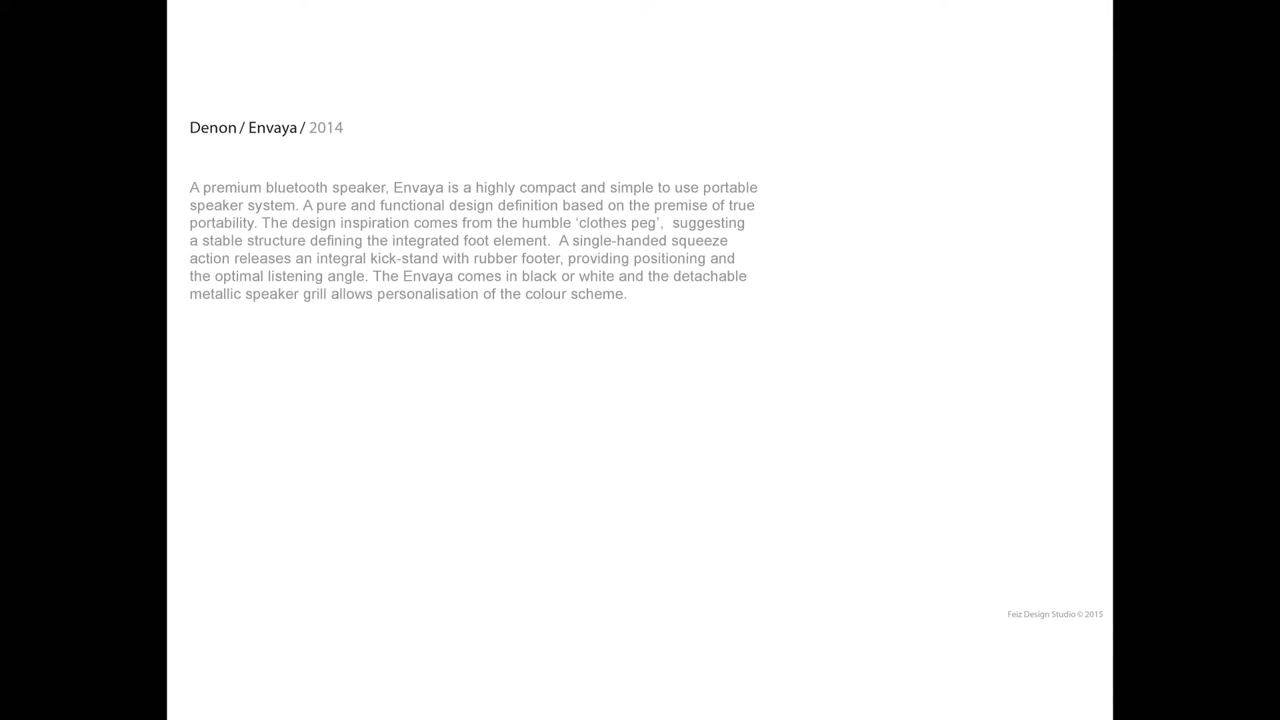 Denon / Envaya / 2014
A premium bluetooth speaker, Envaya is a highly compact and simple to use portable
speaker system. A pure and functional design definition based on the premise of true
portability. The design inspiration comes from the humble ‘clothes peg’,  suggesting
a stable structure defining the integrated foot element.  A single-handed squeeze
action releases an integral kick-stand with rubber footer, providing positioning and
the optimal listening angle. The Envaya comes in black or white and the detachable
metallic speaker grill allows personalisation of the colour scheme.
Feiz Design Studio © 2015